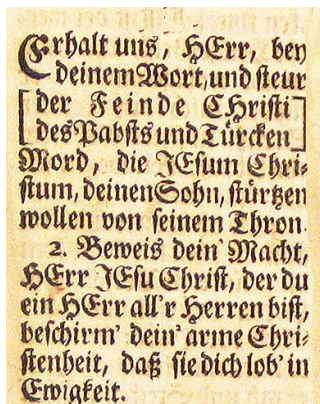 Erhalt uns, HErr, bey
deinem Wort, und steur
[der Feinde CHristi]
[des Pabsts und Türcken]
Mord, die JEsum Chri-
stum, deinen Sohn, stürtzen
wollen von seinem Thron.
2. Beweis dein' Macht,
HErr JEsu Christ, der du
ein HErr all'r Herren bist,
beschirm' dein' arme Chri-
stenheit, daß sie dich lob' in
Ewigkeit.